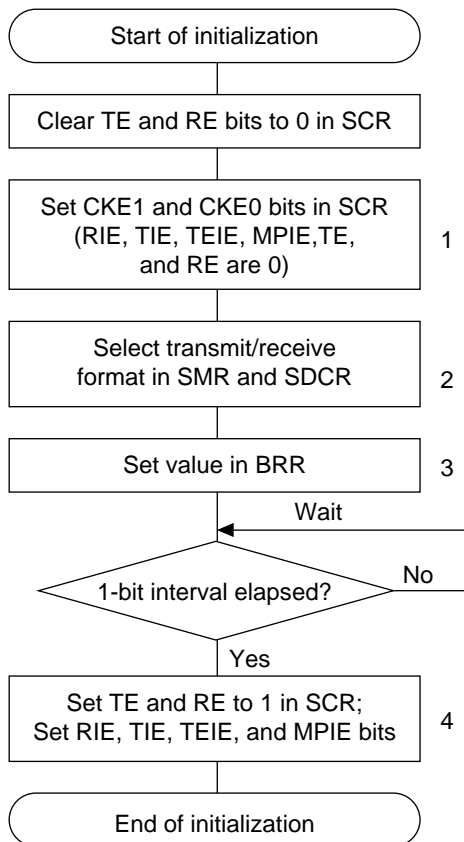 Start of initialization
Clear TE and RE bits to 0 in SCR
Set CKE1 and CKE0 bits in SCR
(RIE, TIE, TEIE, MPIE,TE,
and RE are 0)
1
Select transmit/receive
format in SMR and SDCR
2
Set value in BRR
3
Wait
1-bit interval elapsed?
No
Yes
Set TE and RE to 1 in SCR;
Set RIE, TIE, TEIE, and MPIE bits
4
End of initialization